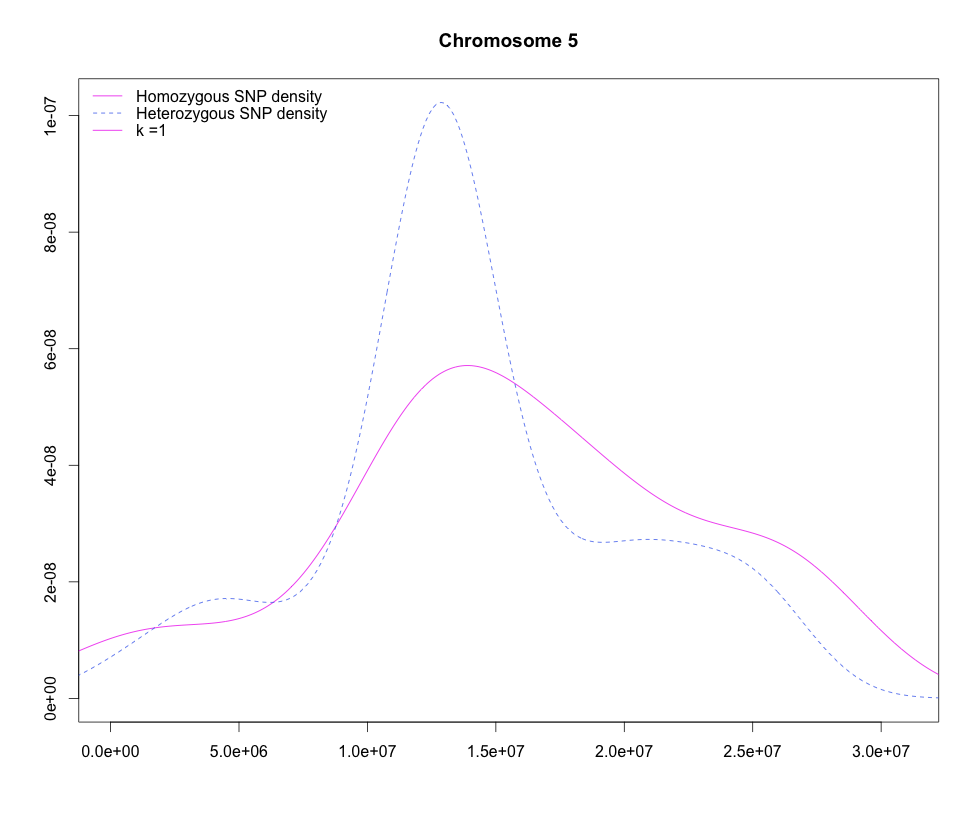 Chromosome 5
Homozygous SNP density
Heterozygous SNP density
k =1
1e-07
8e-08
6e-08
4e-08
2e-08
0e+00
0.0e+00 5.0e+06 1.0e+07 1.5e+07 2.0e+07 2.5e+07 3.0e+07